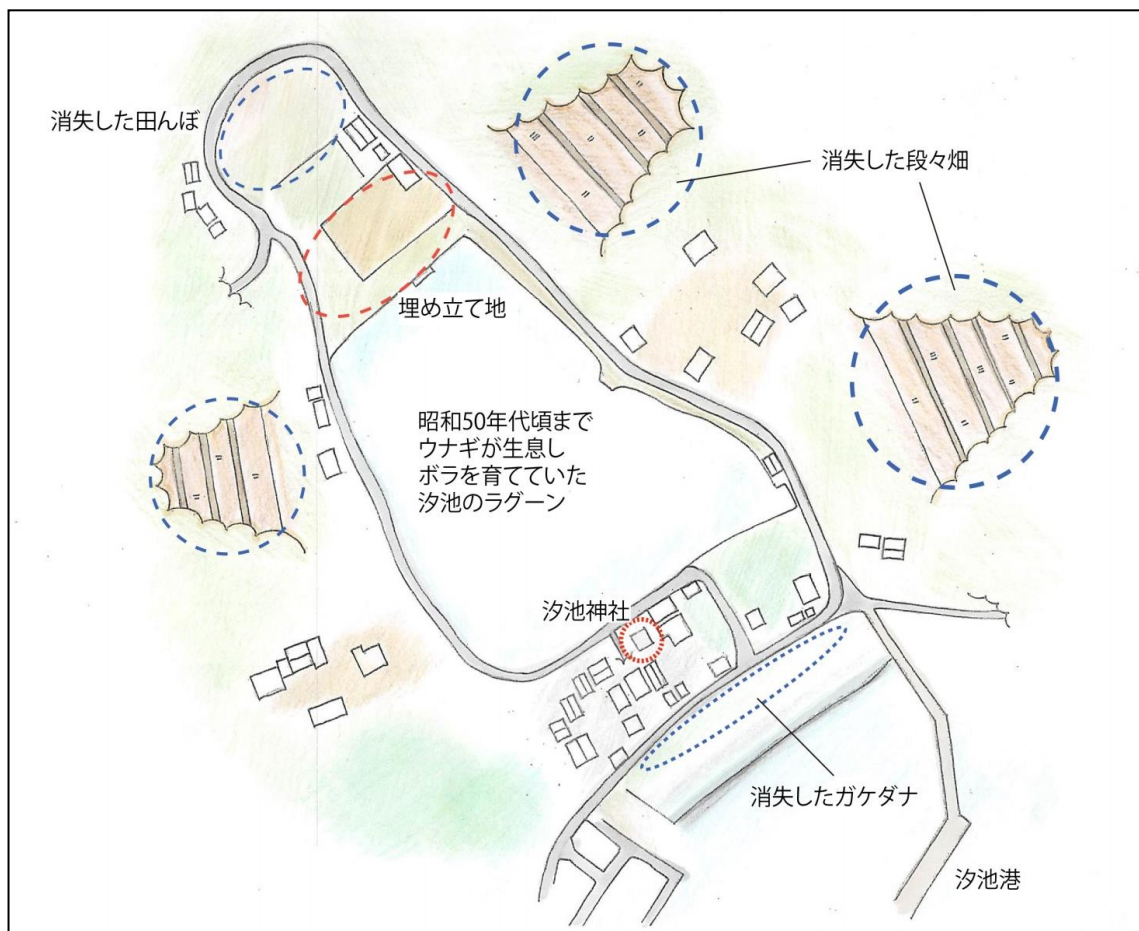 消失した田んぼ
消失した段々畑
埋め立て地
昭和50年代頃まで
ウナギが生息し
ボラを育てていた
汐池のラグーン
汐池神社
消失したガケダナ
汐池港